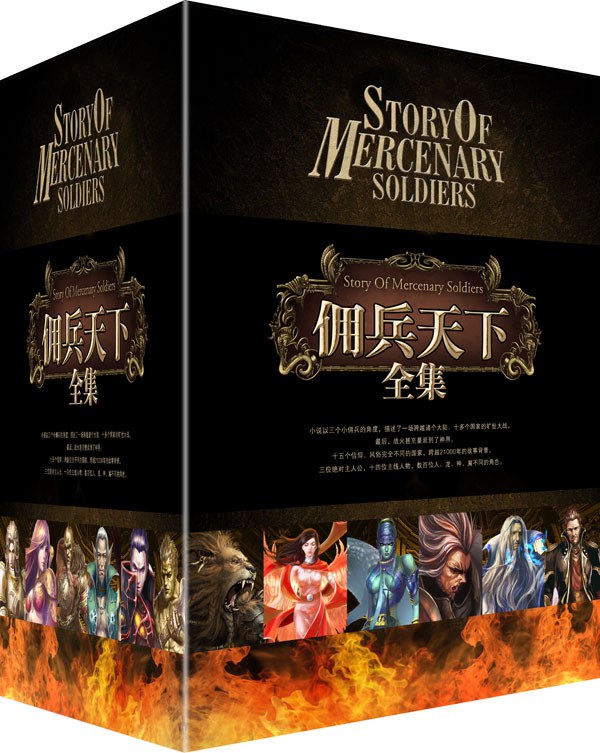 STORY OF
MERCENARY
SOLDIERS
Story Of Mercenary Soldiers
佣兵天下
全集
STORY OF
MERCENARY
SOLDIERS
Story Of Mercenary Soldiers
佣兵天下
全集
小说以三个小佣兵的角度，描述了一场跨越诸个大陆、十多个国家的旷世大战。
最后，战火甚至蔓延到了神界。
十五个信仰、风俗完全不同的国家，跨越21000年的故事背景。
三位绝对主人公，十四位主线人物，数百位人、龙、神、翼不同的角色。